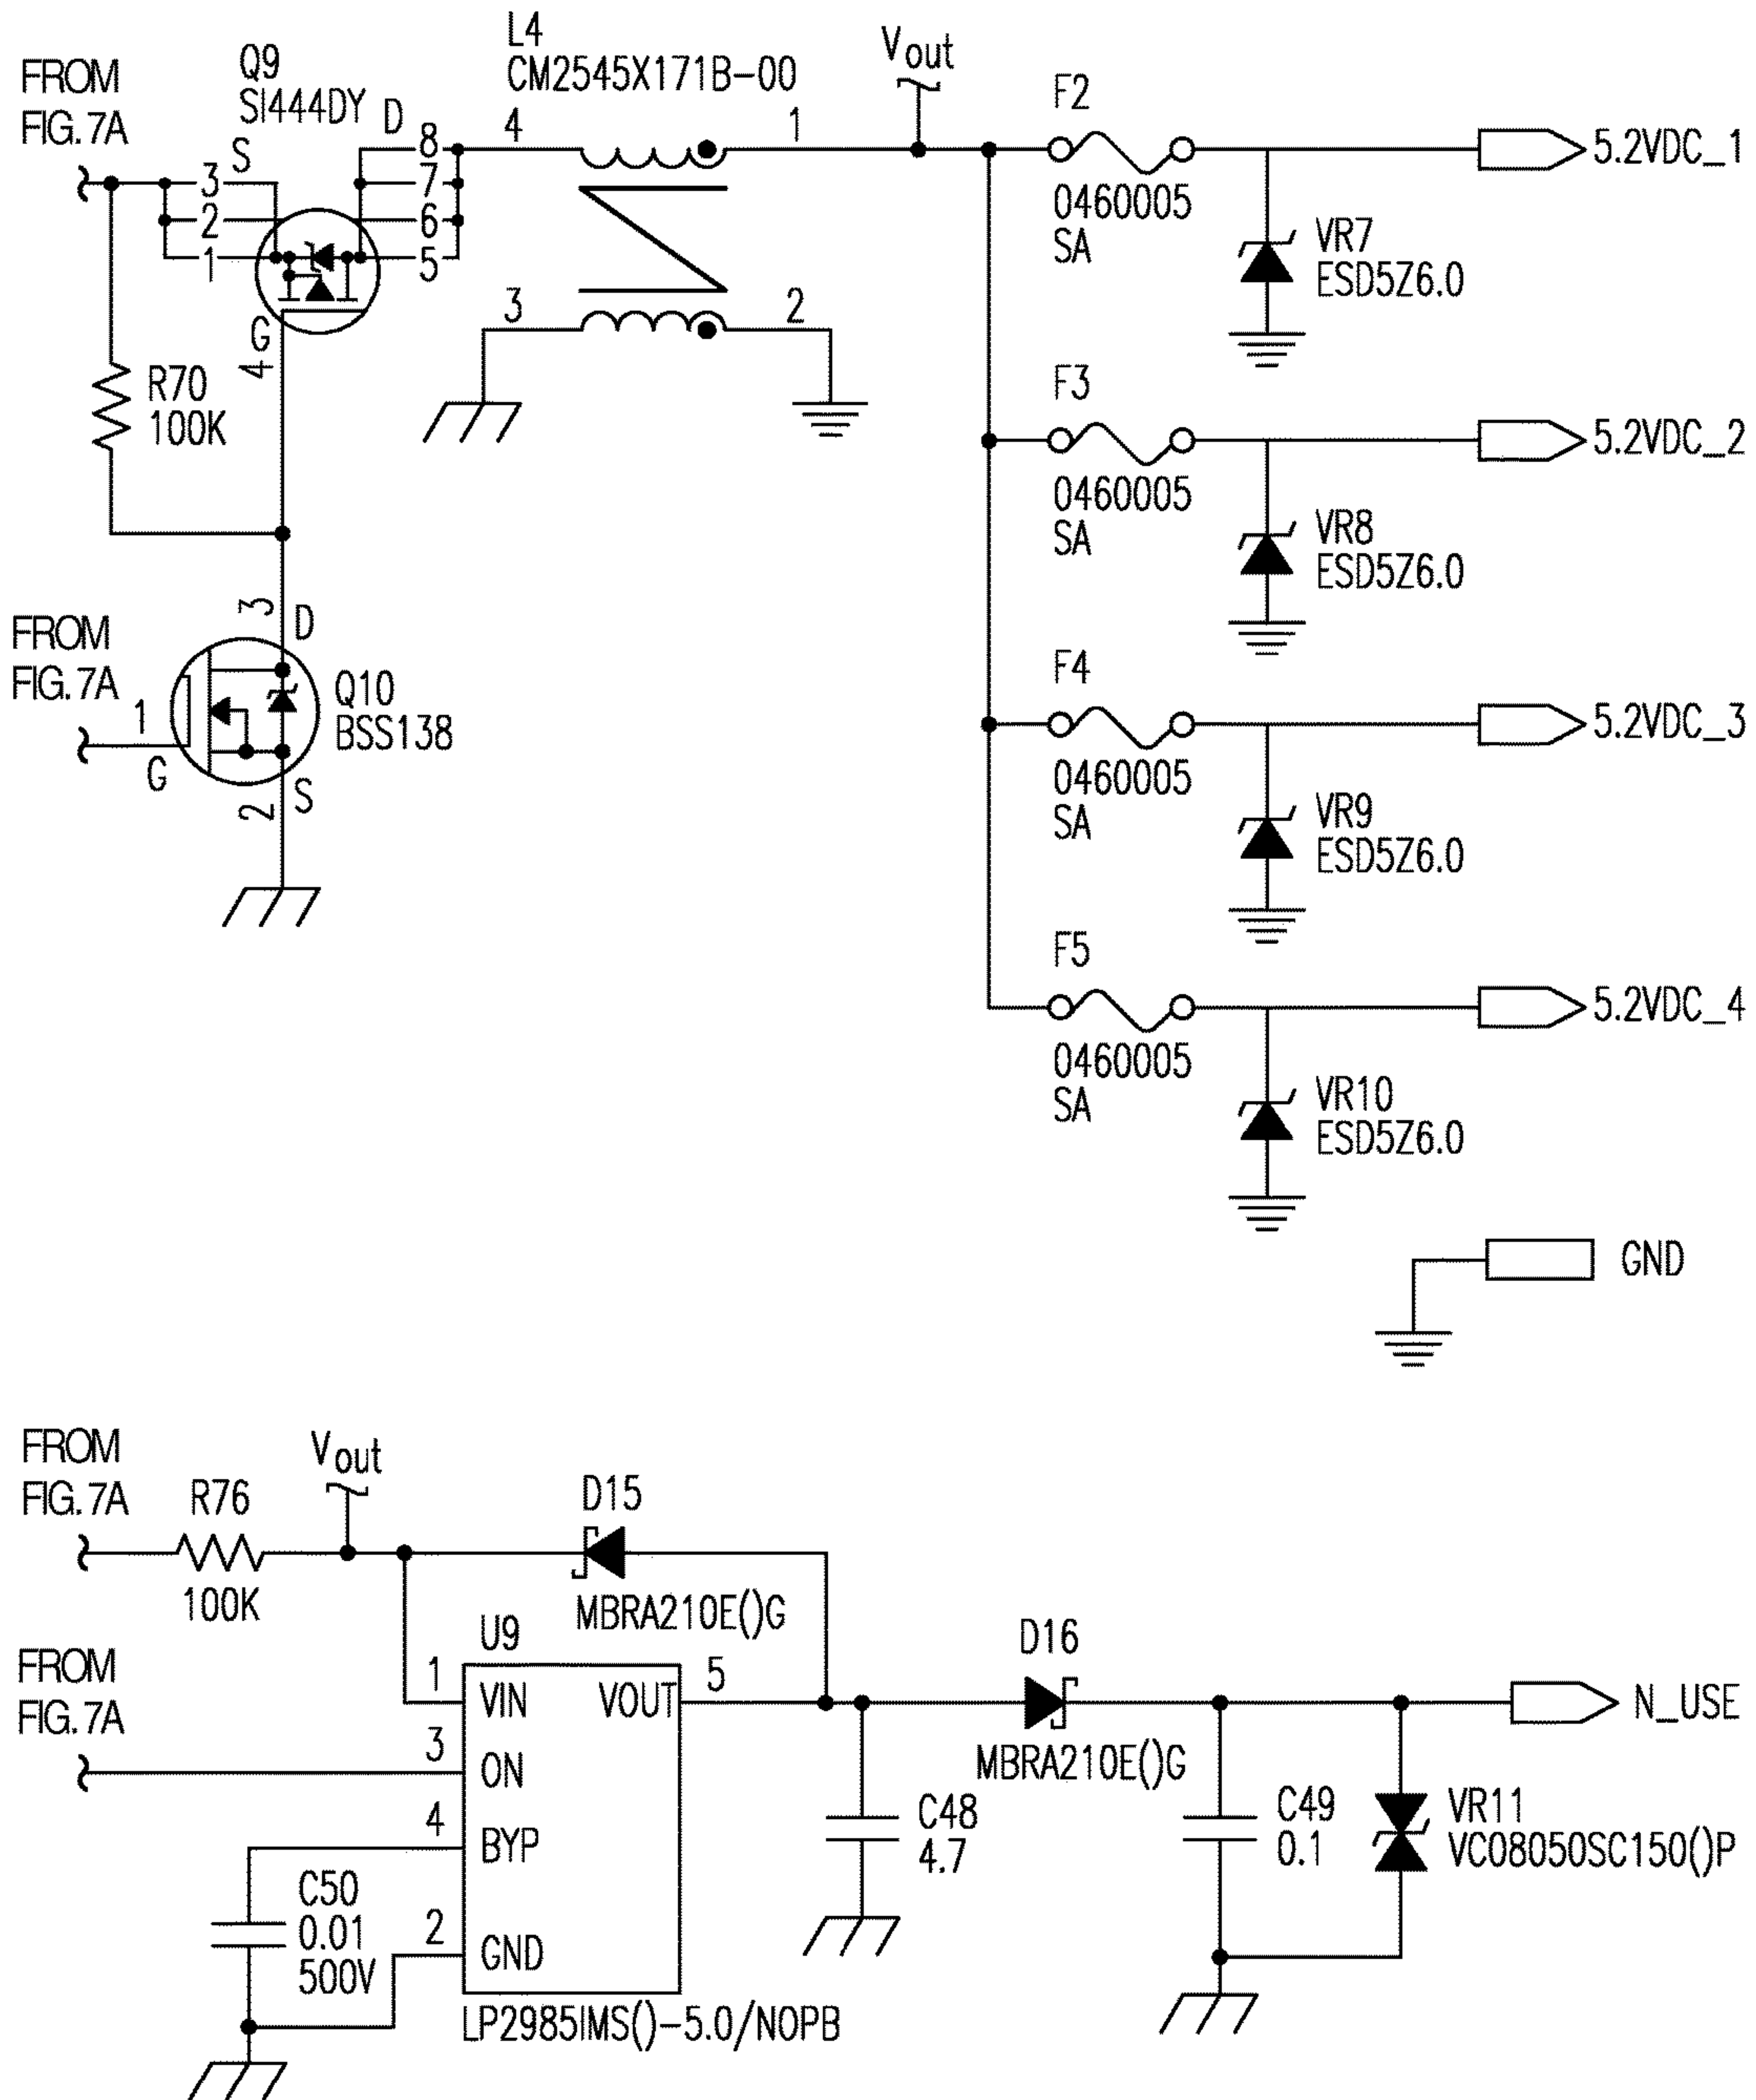 FROM
FIG. 7A
Q9
SI444DY
D
S
8
7
6
5
3
2
1
G
4
R70
100K
L4
CM2545X171B-00
4
1
3
2
Vout
F2
0460005
SA
VR7
ESD5Z6.0
5.2VDC_1
F3
0460005
SA
VR8
ESD5Z6.0
5.2VDC_2
FROM
FIG. 7A
1
G
3
D
Q10
BSS138
2
S
F4
0460005
SA
VR9
ESD5Z6.0
5.2VDC_3
F5
0460005
SA
VR10
ESD5Z6.0
5.2VDC_4
GND
FROM
FIG. 7A
R76
100K
Vout
D15
MBRA210E()G
FROM
FIG. 7A
U9
1
VIN
VOUT
5
3
ON
4
BYP
2
GND
LP2985IMS()-5.0/NOPB
C50
0.01
500V
C48
4.7
D16
MBRA210E()G
C49
0.1
VR11
VC08050SC150()P
N_USE